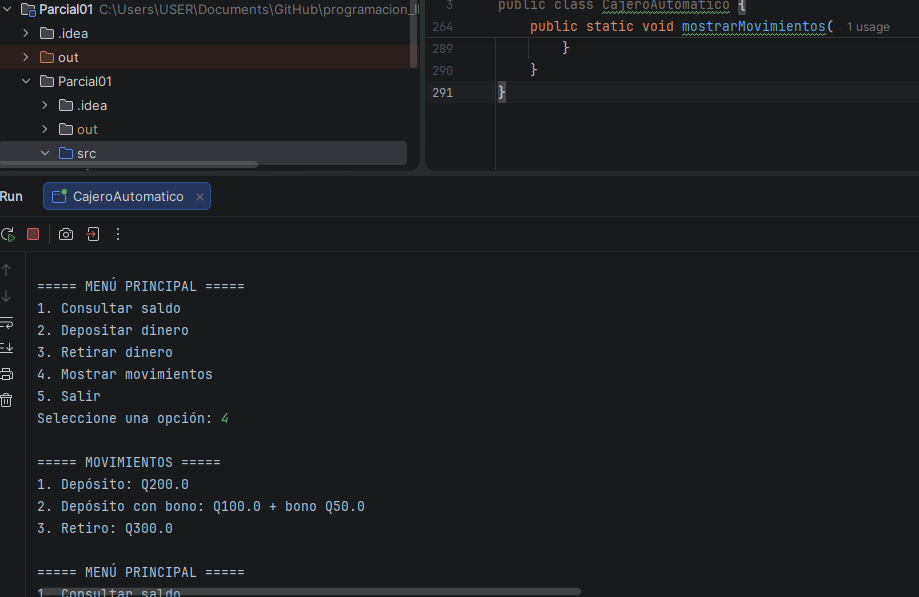 Parcial01 C:\Users\USER\Documents\GitHub\programacion_II
.idea
out
Parcial01
.idea
out
src
3 public class CajeroAutomatico {
264 public static void mostrarMovimientos( 1 usage
289 }
290 }
291 }
Run CajeroAutomatico
===== MENÚ PRINCIPAL =====
1. Consultar saldo
2. Depositar dinero
3. Retirar dinero
4. Mostrar movimientos
5. Salir
Seleccione una opción: 4
===== MOVIMIENTOS =====
1. Depósito: Q200.0
2. Depósito con bono: Q100.0 + bono Q50.0
3. Retiro: Q300.0
===== MENÚ PRINCIPAL =====
1. Consultar saldo